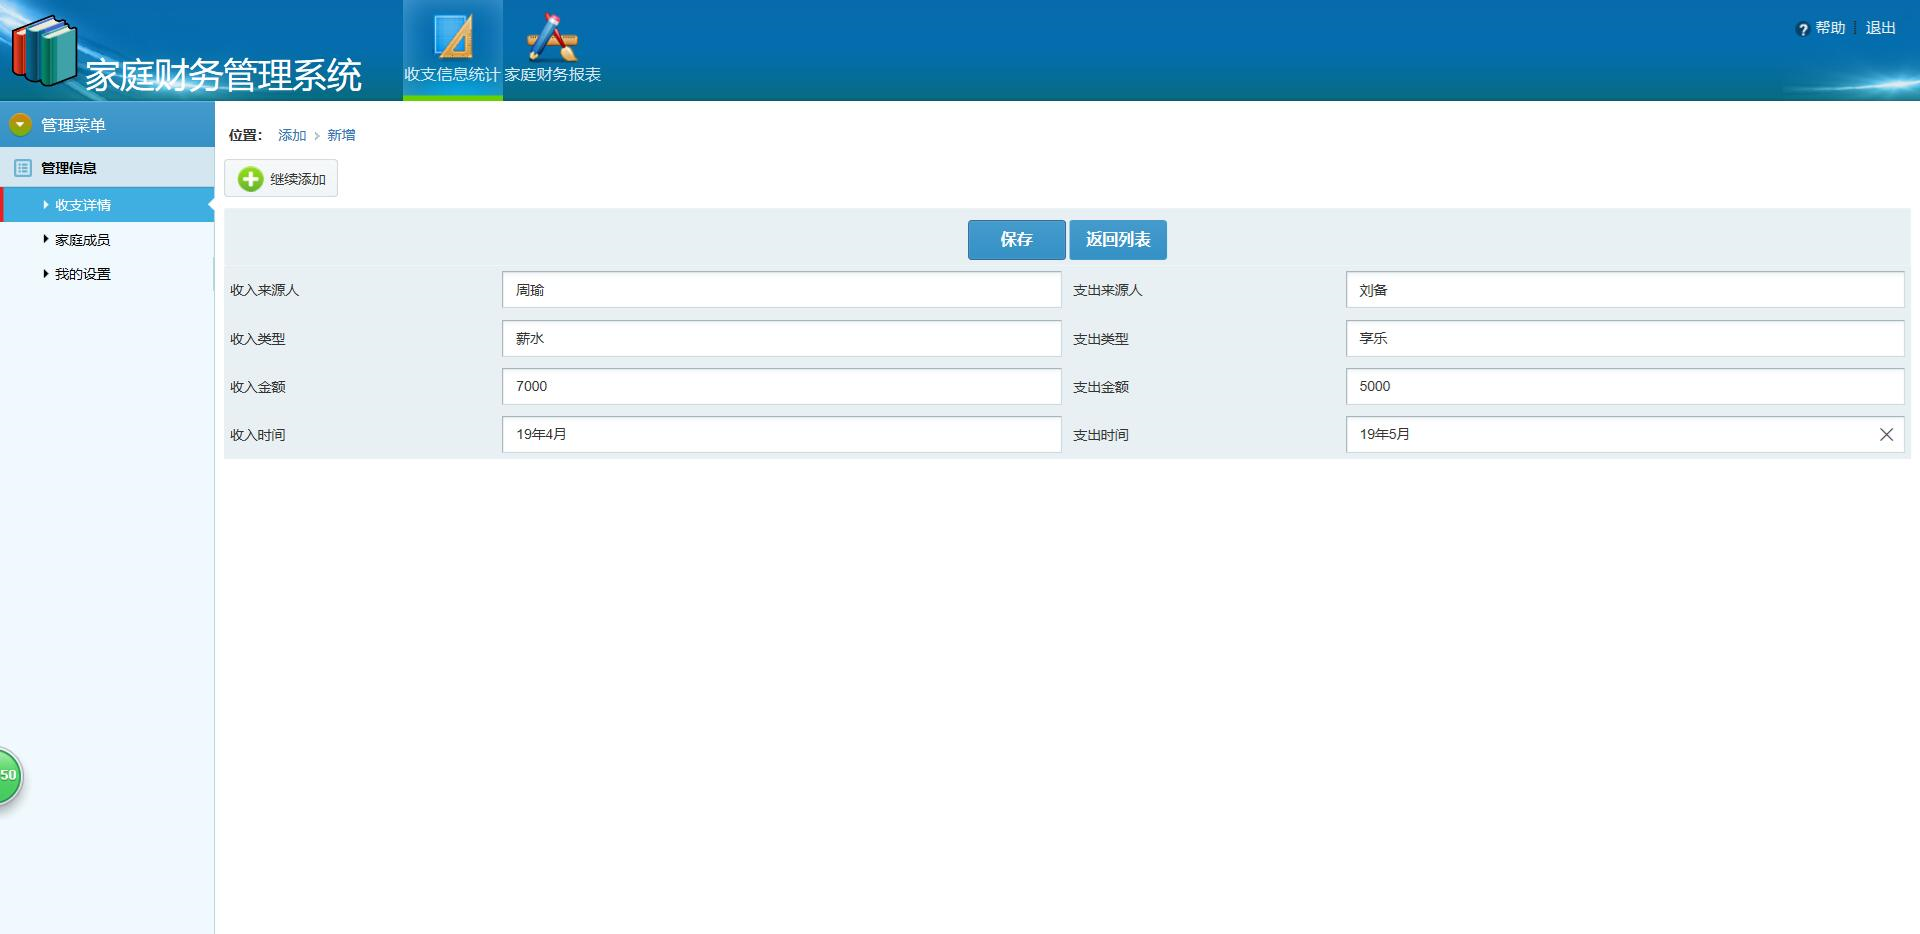 家庭财务管理系统
收支信息统计 家庭财务报表
帮助 退出
管理菜单
管理信息
收支详情
家庭成员
我的设置
位置： 添加 新增
继续添加
保存 返回列表
收入来源人 周瑜 支出来源人 刘备
收入类型 薪水 支出类型 享乐
收入金额 7000 支出金额 5000
收入时间 19年4月 支出时间 19年5月
50